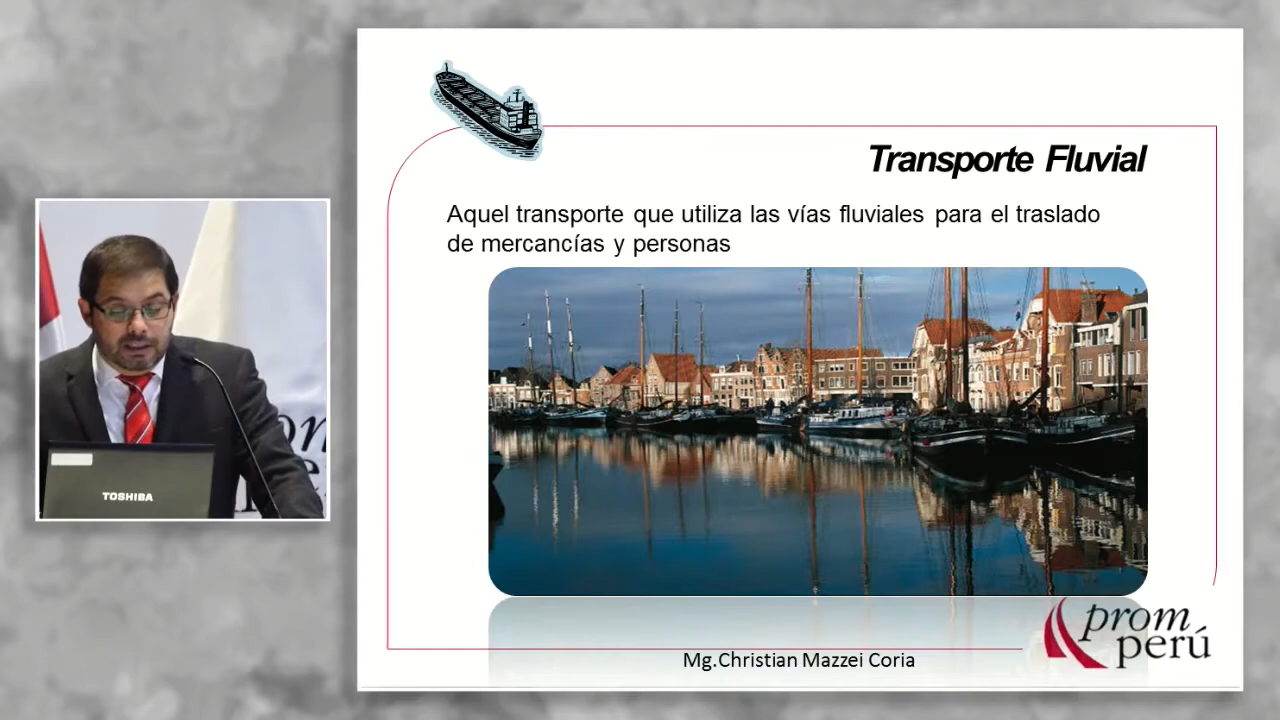 Transporte Fluvial
Aquel transporte que utiliza las vías fluviales para el traslado
de mercancías y personas
TOSHIBA
Mg.Christian Mazzei Coria
prom
perú